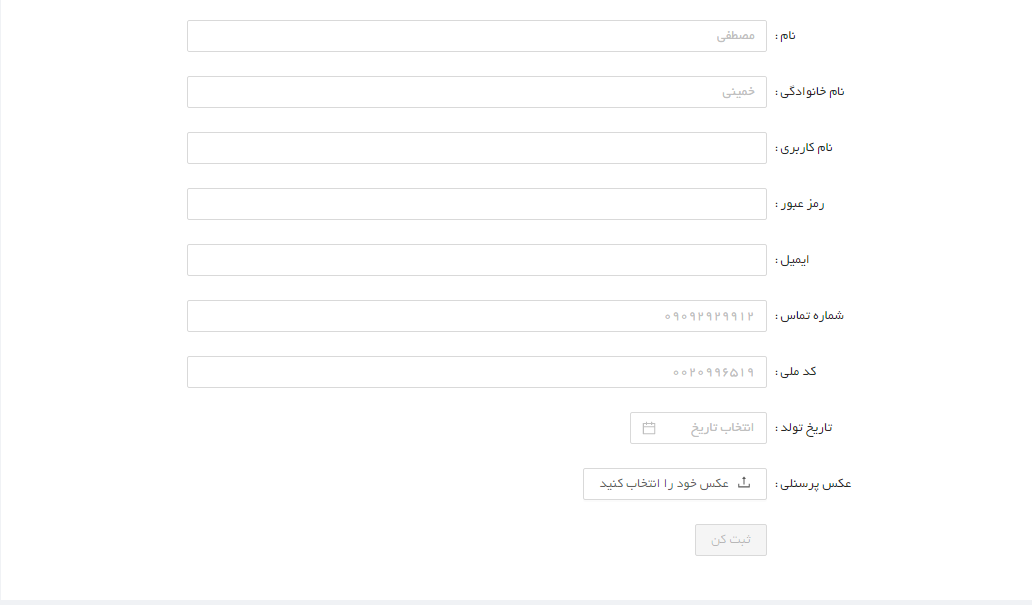 نام : مصطفی
نام خانوادگی : خمینی
نام کاربری :
رمز عبور :
ایمیل :
شماره تماس : ۰۹۰۹۲۹۲۹۹۱۲
کد ملی : ۰۰۲۰۹۹۶۵۱۹
تاریخ تولد : انتخاب تاریخ
عکس پرسنلی : عکس خود را انتخاب کنید
ثبت کن